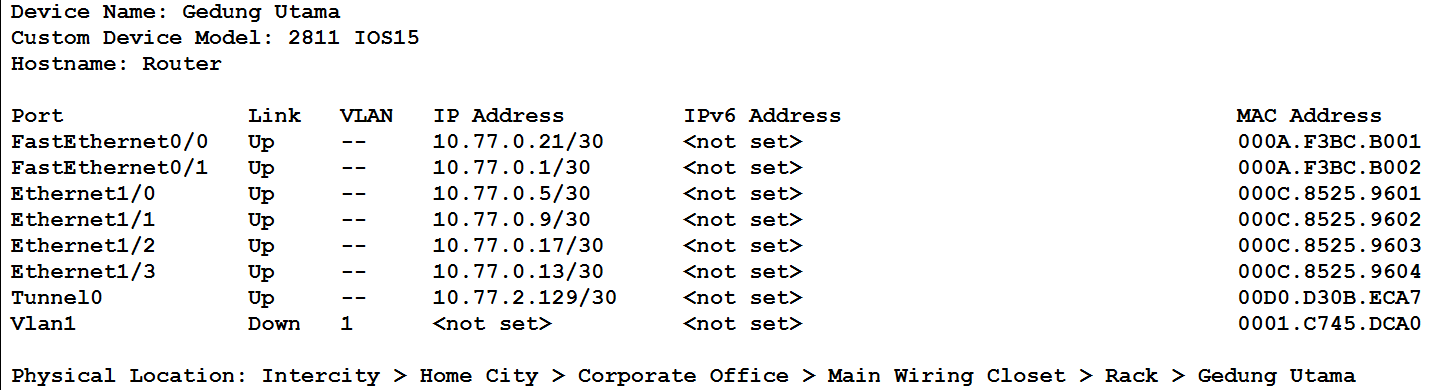 Device Name: Gedung Utama
Custom Device Model: 2811 IOS15
Hostname: Router
Port Link VLAN IP Address IPv6 Address MAC Address
FastEthernet0/0 Up -- 10.77.0.21/30 <not set> 000A.F3BC.B001
FastEthernet0/1 Up -- 10.77.0.1/30 <not set> 000A.F3BC.B002
Ethernet1/0 Up -- 10.77.0.5/30 <not set> 000C.8525.9601
Ethernet1/1 Up -- 10.77.0.9/30 <not set> 000C.8525.9602
Ethernet1/2 Up -- 10.77.0.17/30 <not set> 000C.8525.9603
Ethernet1/3 Up -- 10.77.0.13/30 <not set> 000C.8525.9604
Tunnel0 Up -- 10.77.2.129/30 <not set> 00D0.D30B.ECA7
Vlan1 Down 1 <not set> <not set> 0001.C745.DCA0
Physical Location: Intercity > Home City > Corporate Office > Main Wiring Closet > Rack > Gedung Utama